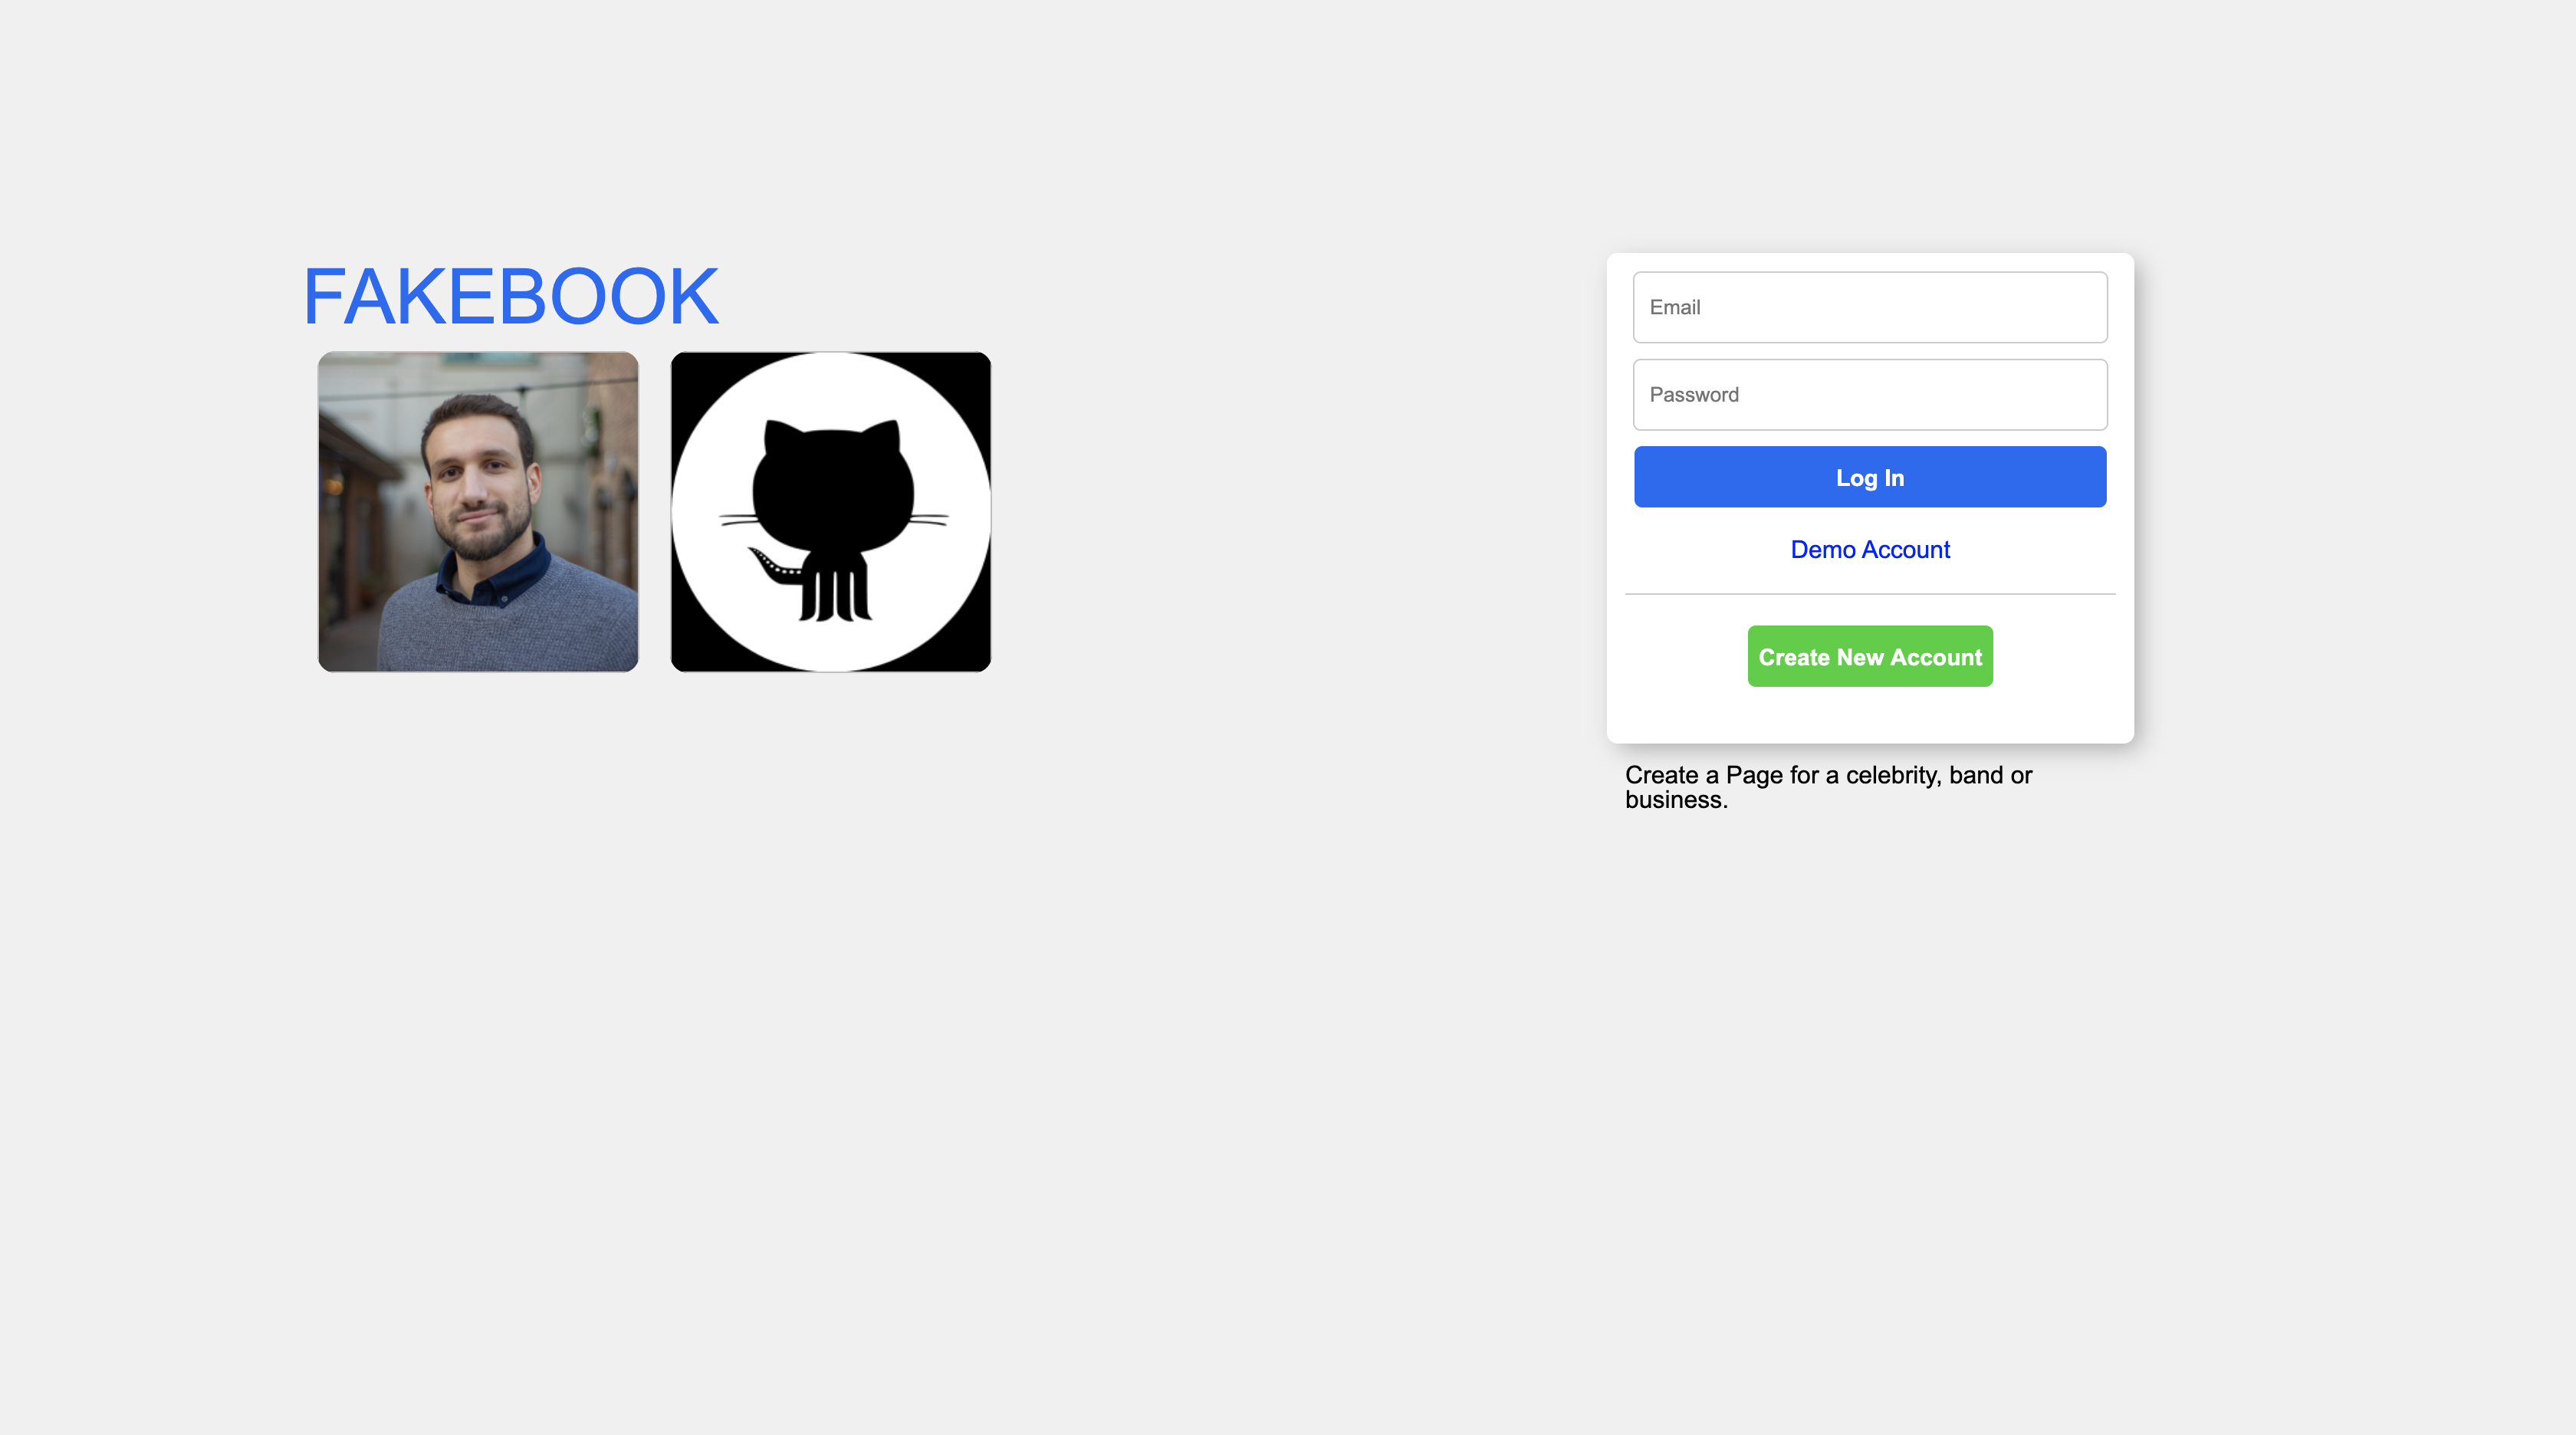 FAKEBOOK
Email
Password
Log In
Demo Account
Create New Account
Create a Page for a celebrity, band or
business.